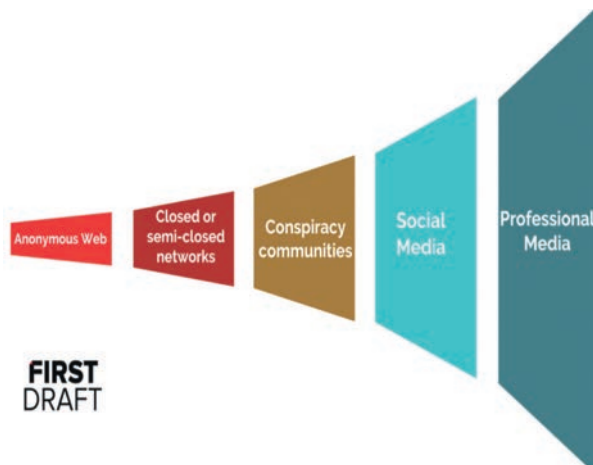 Anonymous Web
Closed or
semi-closed
networks
Conspiracy
communities
Social
Media
Professional
Media
FIRST
DRAFT